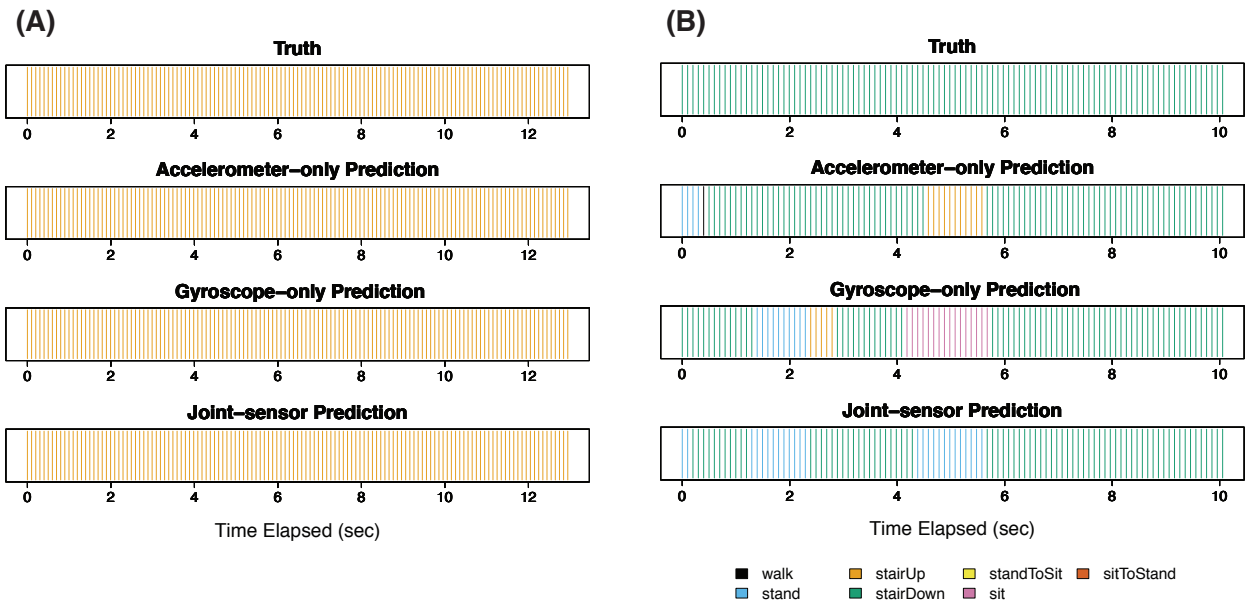 (A)
Truth
0 2 4 6 8 10 12
Accelerometer–only Prediction
0 2 4 6 8 10 12
Gyroscope–only Prediction
0 2 4 6 8 10 12
Joint–sensor Prediction
0 2 4 6 8 10 12
Time Elapsed (sec)
(B)
Truth
0 2 4 6 8 10
Accelerometer–only Prediction
0 2 4 6 8 10
Gyroscope–only Prediction
0 2 4 6 8 10
Joint–sensor Prediction
0 2 4 6 8 10
Time Elapsed (sec)
walk stairUp standToSit sitToStand
stand stairDown sit